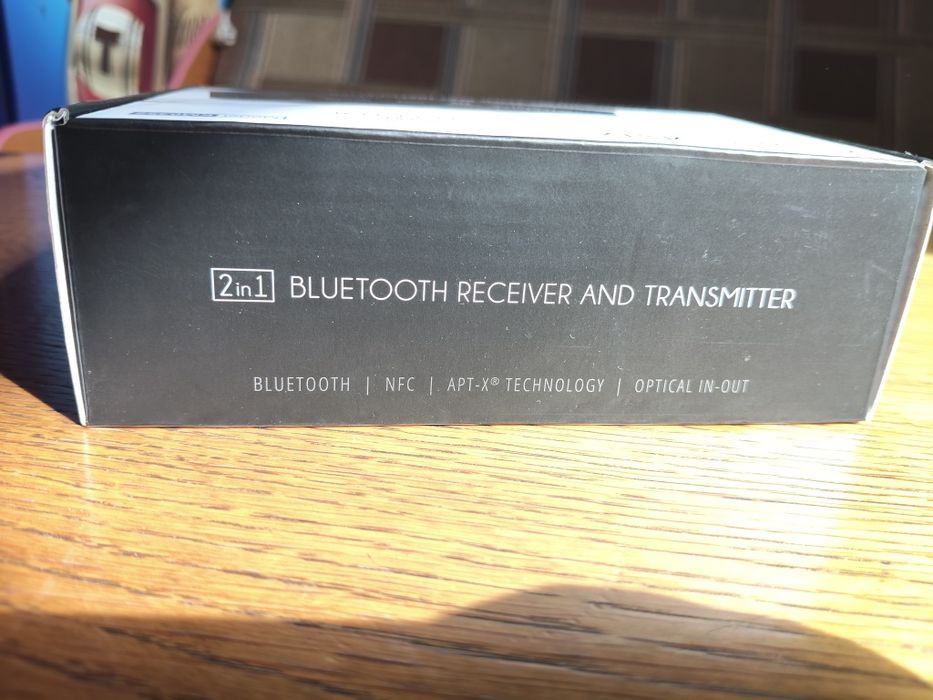 2in1 BLUETOOTH RECEIVER AND TRANSMITTER
BLUETOOTH | NFC | APT-X® TECHNOLOGY | OPTICAL IN-OUT